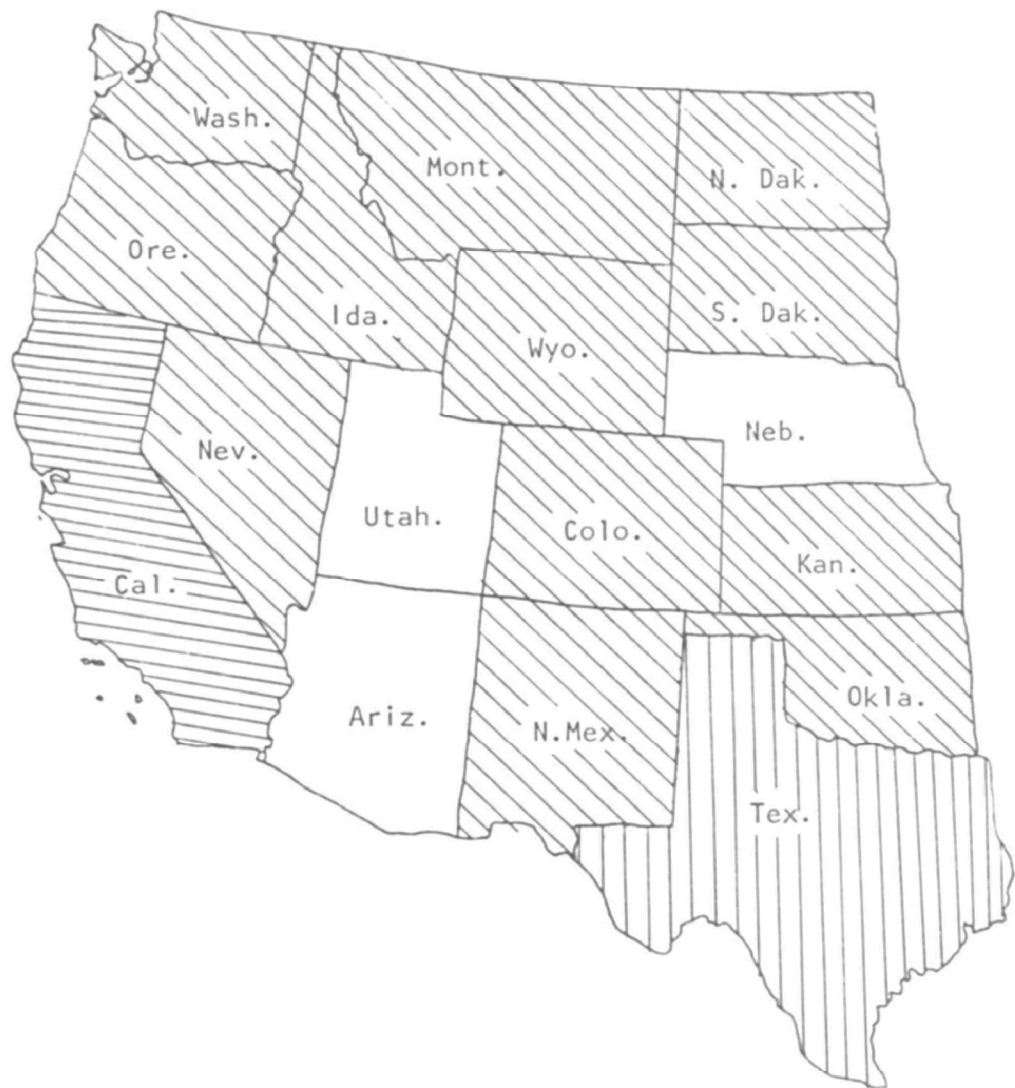 Wash.
Mont.
N. Dak.
Ore.
Ida.
S. Dak.
Wyo.
Nev.
Neb.
Utah.
Colo.
Kan.
Cal.
Ariz.
N.Mex.
Okla.
Tex.